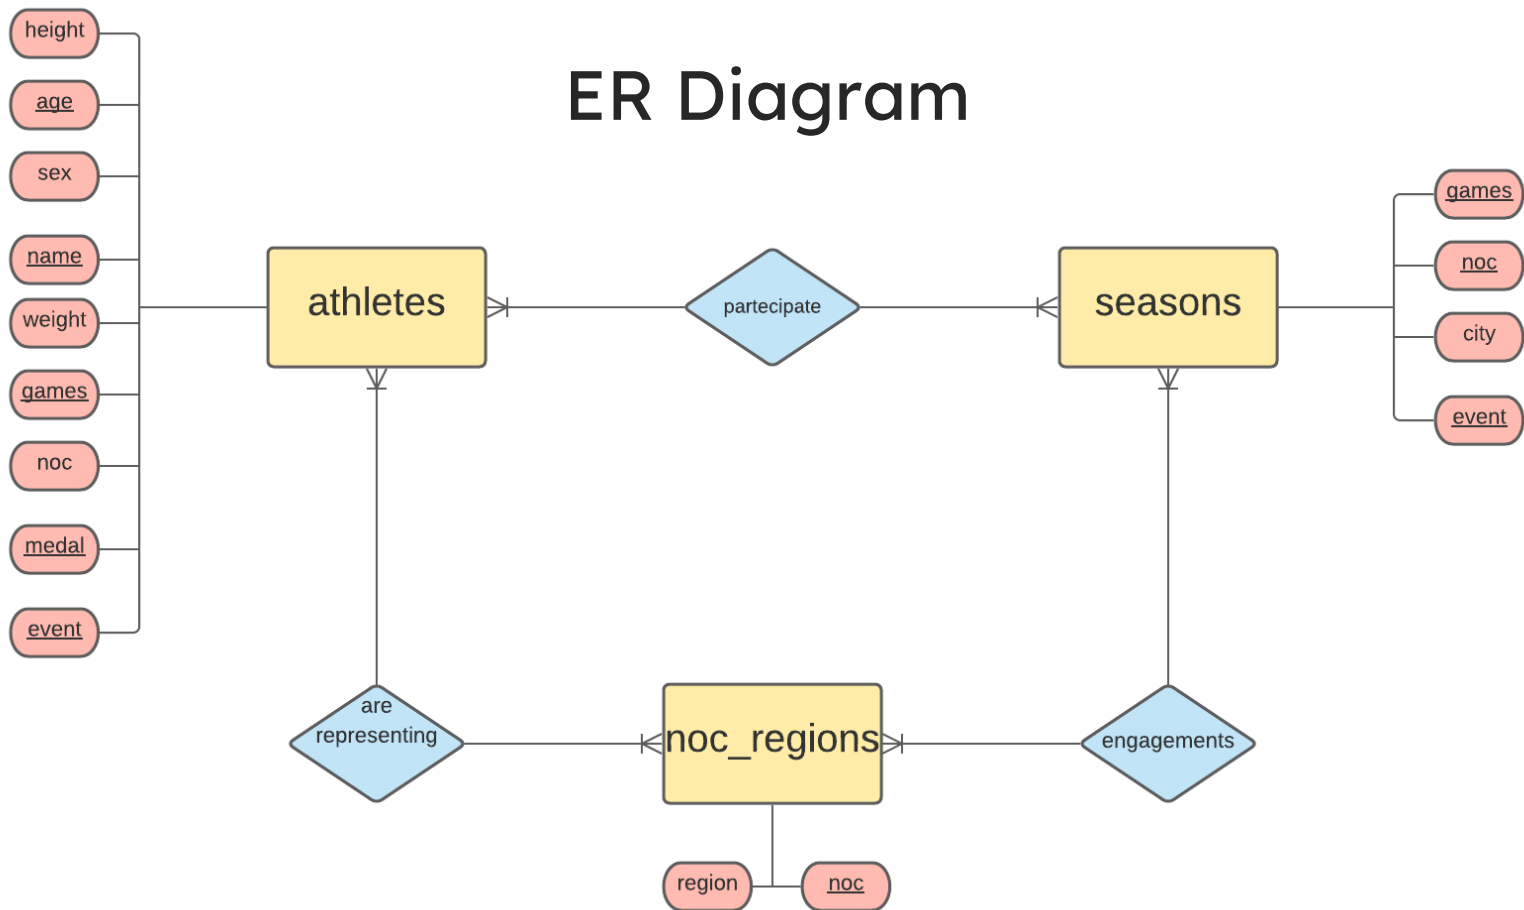 ER Diagram
height
age
sex
name
weight
games
noc
medal
event
athletes
partecipate
seasons
games
noc
city
event
are
representing
noc_regions
engagements
region
noc